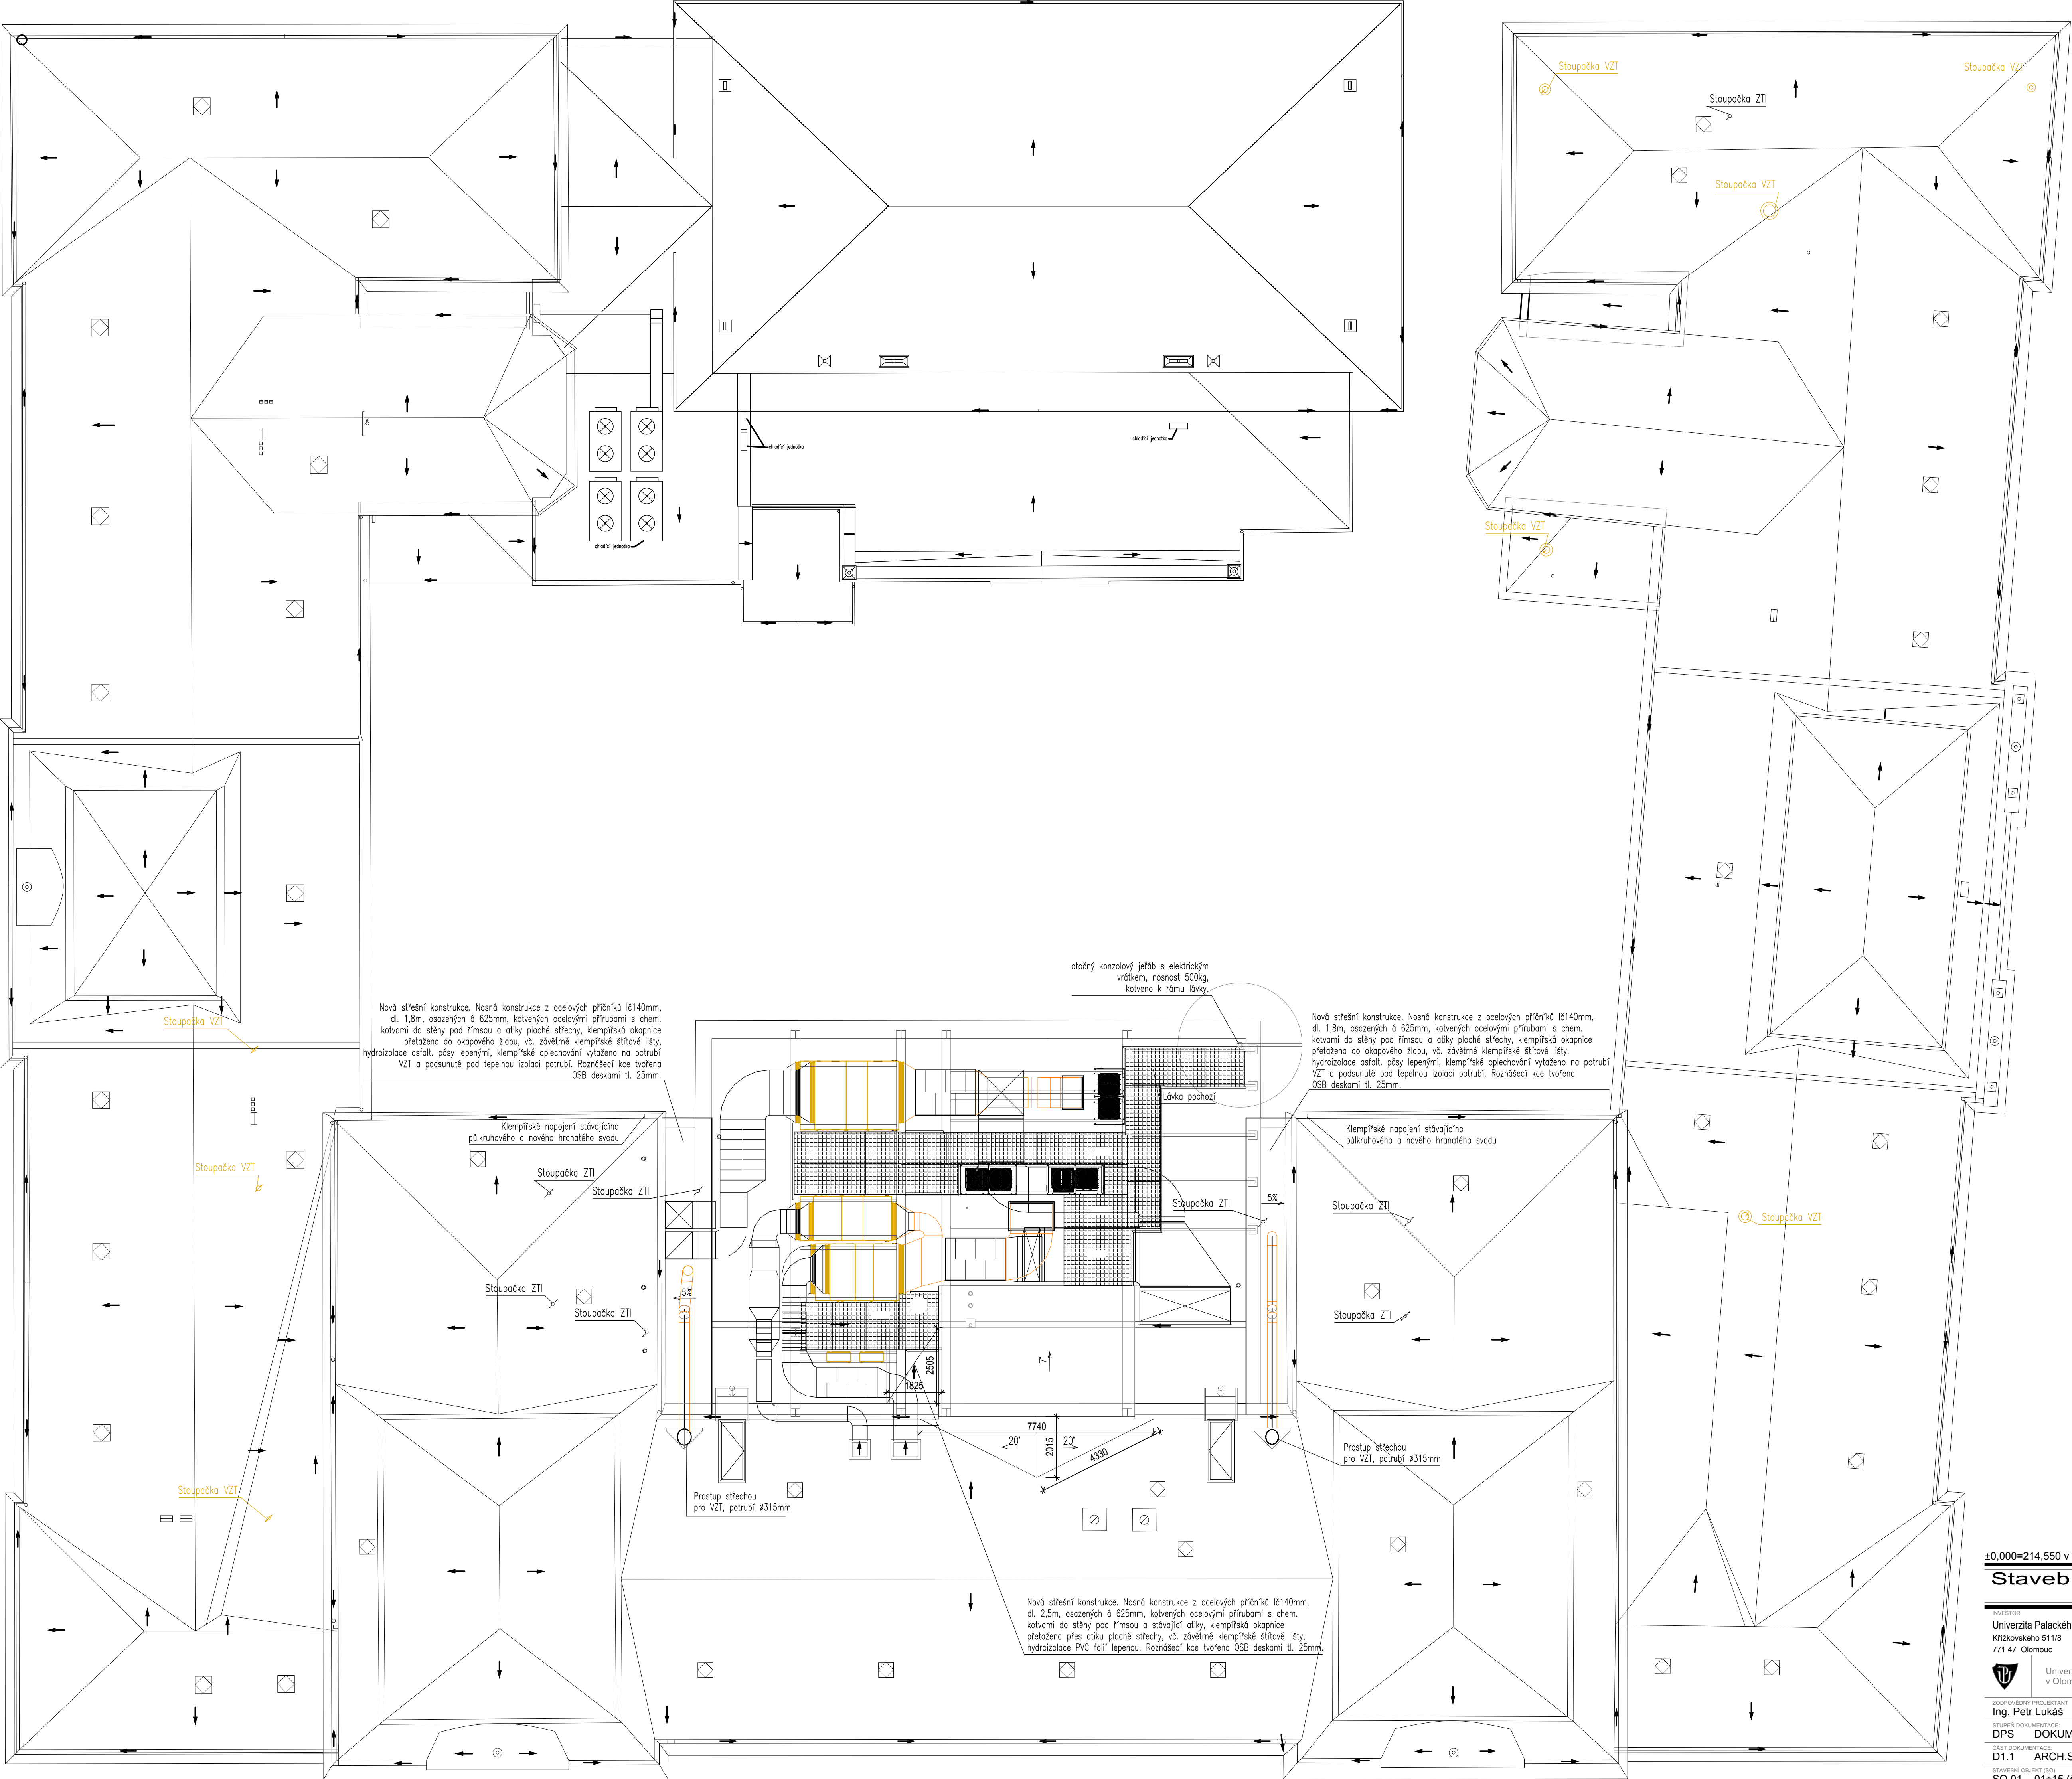 Stoupačka VZT
Stoupačka VZT
Stoupačka ZTI
Stoupačka VZT
chladící jednotka
chladící jednotka
Stoupačka VZT
chladící jednotka
otočný konzolový jeřáb s elektrickým
vrátkem, nosnost 500kg,
kotveno k rámu lávky.
Nová střešní konstrukce. Nosná konstrukce z ocelových příčníků Ič140mm,
dl. 1,8m, osazených á 625mm, kotvených ocelovými přírubami s chem.
kotvami do stěny pod římsou a atiky ploché střechy, klempířská okapnice
přetažena do okapového žlabu, vč. závětrné klempířské štítové lišty,
hydroizolace asfalt. pásy lepenými, klempířské oplechování vytaženo na potrubí
VZT a podsunuté pod tepelnou izolaci potrubí. Roznášecí kce tvořena
OSB deskami tl. 25mm.
Nová střešní konstrukce. Nosná konstrukce z ocelových příčníků Ič140mm,
dl. 1,8m, osazených á 625mm, kotvených ocelovými přírubami s chem.
kotvami do stěny pod římsou a atiky ploché střechy, klempířská okapnice
přetažena do okapového žlabu, vč. závětrné klempířské štítové lišty,
hydroizolace asfalt. pásy lepenými, klempířské oplechování vytaženo na potrubí
VZT a podsunuté pod tepelnou izolaci potrubí. Roznášecí kce tvořena
OSB deskami tl. 25mm.
Stoupačka VZT
Lávka pochozí
Klempířské napojení stávajícího
půlkruhového a nového hranatého svodu
Klempířské napojení stávajícího
půlkruhového a nového hranatého svodu
Stoupačka VZT
Stoupačka ZTI
Stoupačka ZTI
Stoupačka ZTI
5%
Stoupačka ZTI
Stoupačka VZT
Stoupačka ZTI
5%
Stoupačka ZTI
Stoupačka ZTI
7°
2505
1825
7740
20°
2015
20°
4330
Prostup střechou
pro VZT, potrubí ø315mm
Stoupačka VZT
Prostup střechou
pro VZT, potrubí ø315mm
Nová střešní konstrukce. Nosná konstrukce z ocelových příčníků Ič140mm,
dl. 2,5m, osazených á 625mm, kotvených ocelovými přírubami s chem.
kotvami do stěny pod římsou a stávající atiky, klempířská okapnice
přetažena přes atiku ploché střechy, vč. závětrné klempířské štítové lišty,
hydroizolace PVC folií lepenou. Roznášecí kce tvořena OSB deskami tl. 25mm.
±0,000=214,550 v
Stavebn
INVESTOR
Univerzita Palackéh
Křížkovského 511/8
771 47 Olomouc
Univer
v Olom
ZODPOVĚDNÝ PROJEKTANT
Ing. Petr Lukáš
STUPEŇ DOKUMENTACE:
DPS DOKUM
ČÁST DOKUMENTACE:
D1.1 ARCH.S
STAVEBNÍ OBJEKT (SO)